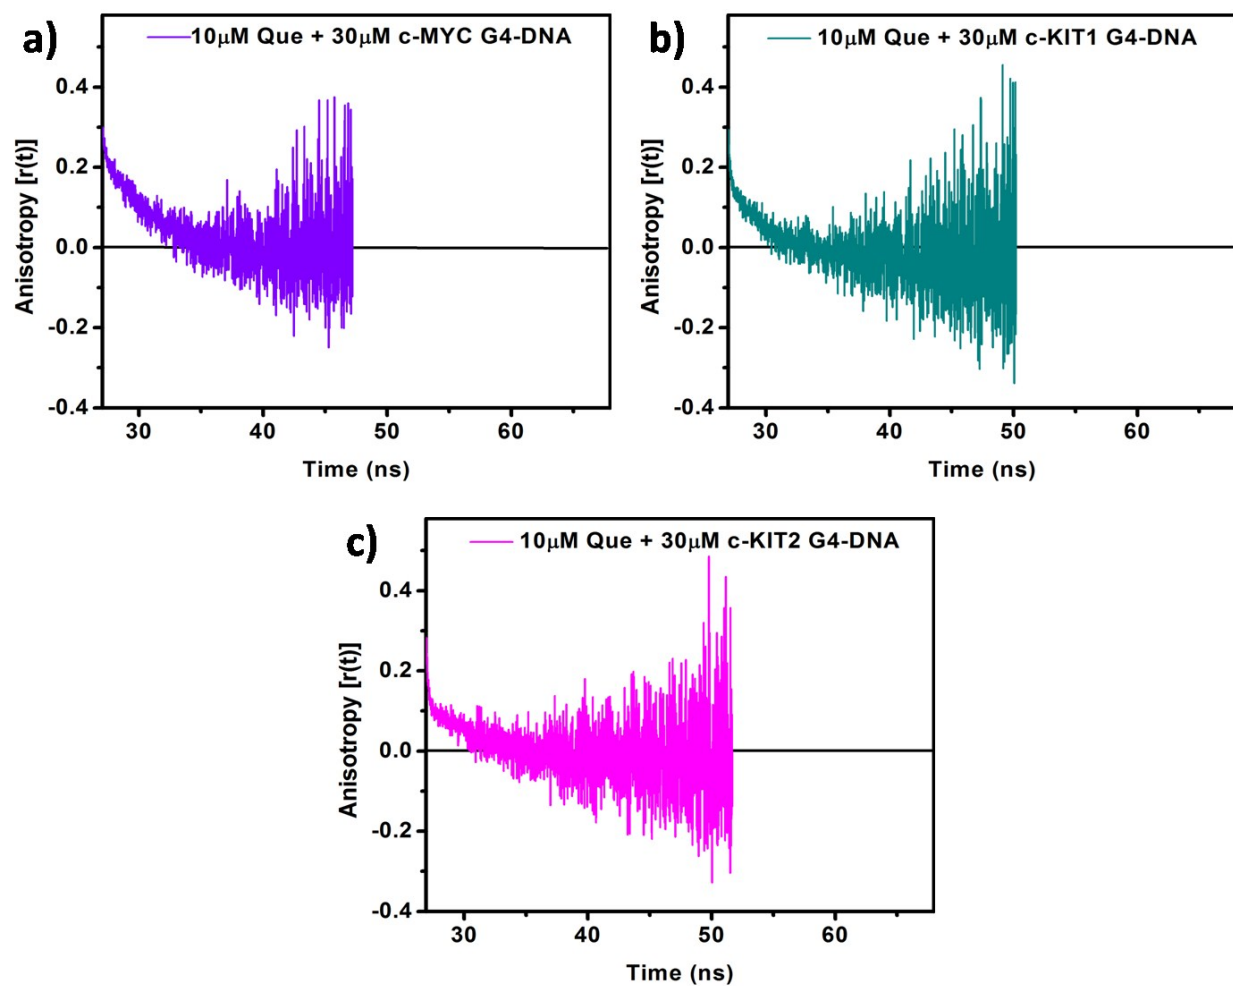 a)
10μM Que + 30μM c-MYC G4-DNA
Anisotropy [r(t)]
0.4
0.2
0.0
-0.2
-0.4
30 40 50 60
Time (ns)
b)
10μM Que + 30μM c-KIT1 G4-DNA
Anisotropy [r(t)]
0.4
0.2
0.0
-0.2
-0.4
30 40 50 60
Time (ns)
c)
10μM Que + 30μM c-KIT2 G4-DNA
Anisotropy [r(t)]
0.4
0.2
0.0
-0.2
-0.4
30 40 50 60
Time (ns)